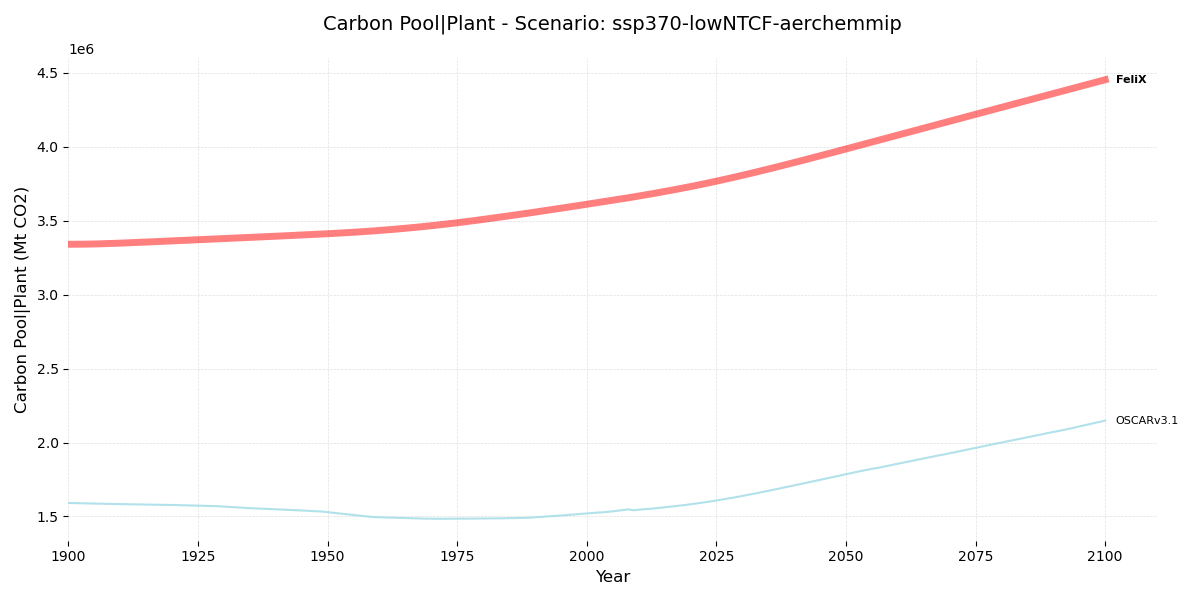 Carbon Pool|Plant - Scenario: ssp370-lowNTCF-aerchemmip
1e6
4.5
4.0
3.5
3.0
2.5
2.0
1.5
Carbon Pool|Plant (Mt CO2)
FeliX
OSCARv3.1
1900 1925 1950 1975 2000 2025 2050 2075 2100
Year